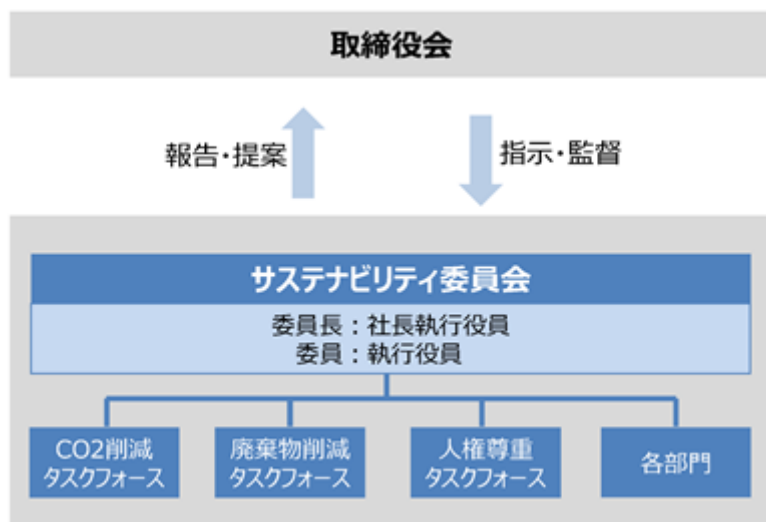 取締役会
報告・提案
指示・監督
サステナビリティ委員会
委員長：社長執行役員
委員：執行役員
CO2削減
タスクフォース
廃棄物削減
タスクフォース
人権尊重
タスクフォース
各部門